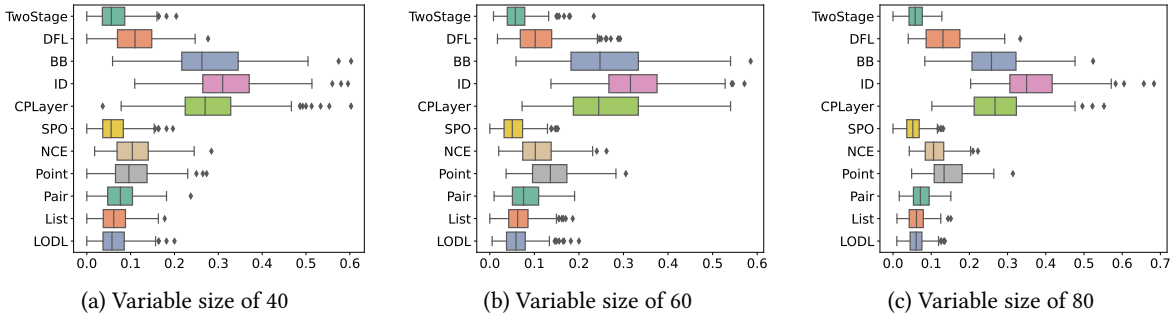 TwoStage
DFL
BB
ID
CPLayer
SPO
NCE
Point
Pair
List
LODL
0.0 0.1 0.2 0.3 0.4 0.5 0.6
(a) Variable size of 40
TwoStage
DFL
BB
ID
CPLayer
SPO
NCE
Point
Pair
List
LODL
0.0 0.1 0.2 0.3 0.4 0.5 0.6
(b) Variable size of 60
TwoStage
DFL
BB
ID
CPLayer
SPO
NCE
Point
Pair
List
LODL
0.0 0.1 0.2 0.3 0.4 0.5 0.6 0.7
(c) Variable size of 80